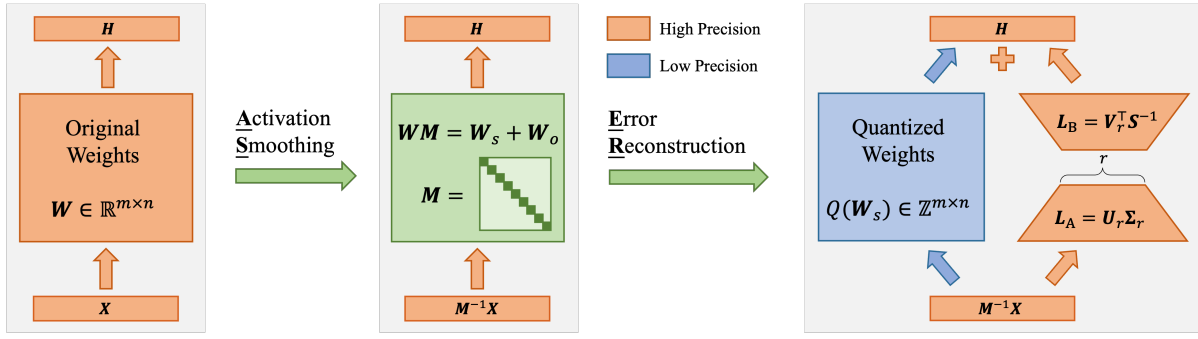 H
Original
Weights
W ∈ ℝ^{m×n}
X
Activation
Smoothing
H
WM = W_s + W_o
M =
M^{-1}X
High Precision
Low Precision
Error
Reconstruction
H
Quantized
Weights
Q(W_s) ∈ ℤ^{m×n}
L_B = V_r^⊤ S^{-1}
r
L_A = U_r Σ_r
M^{-1}X